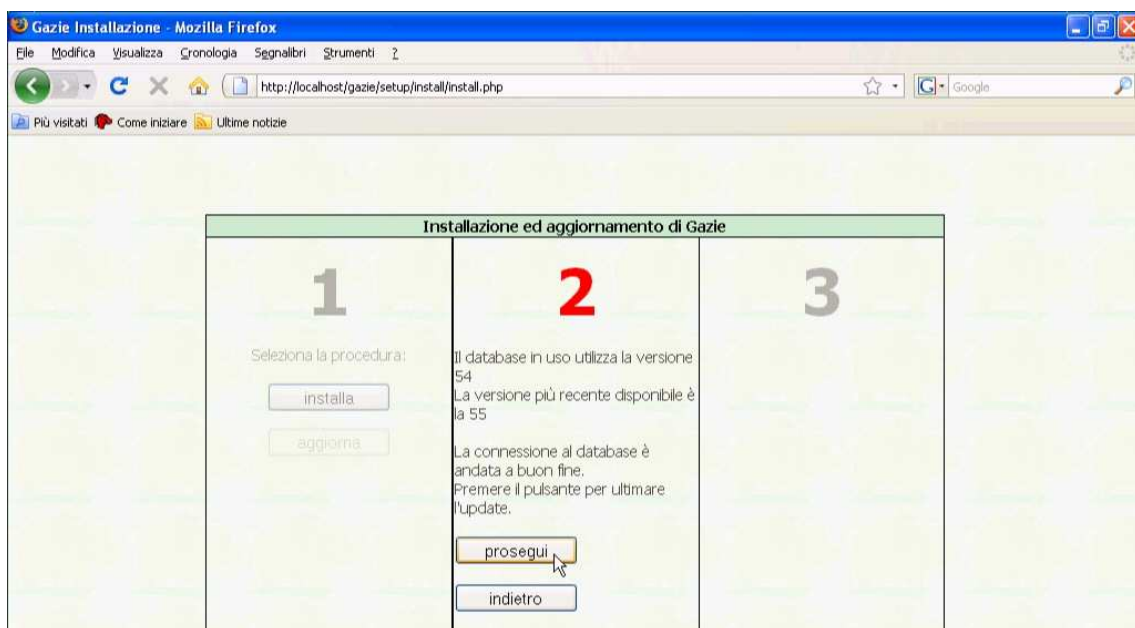 Gazie Installazione - Mozilla Firefox
File Modifica Visualizza Cronologia Segnalibri Strumenti ?
http://localhost/gazie/setup/install/install.php
G Google
Più visitati Come iniziare Ultime notizie
Installazione ed aggiornamento di Gazie
1
Seleziona la procedura:
installa
aggiorna
2
Il database in uso utilizza la versione
54
La versione più recente disponibile è
la 55
La connessione al database è
andata a buon fine.
Premere il pulsante per ultimare
l'update.
prosegui
indietro
3